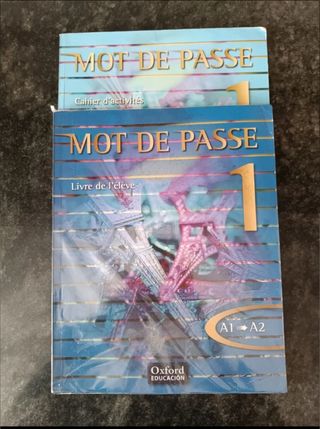 MOT DE PASSE
1
Cahier d'activités
MOT DE PASSE
1
Livre de l'élève
A1 → A2
Oxford
EDUCACIÓN